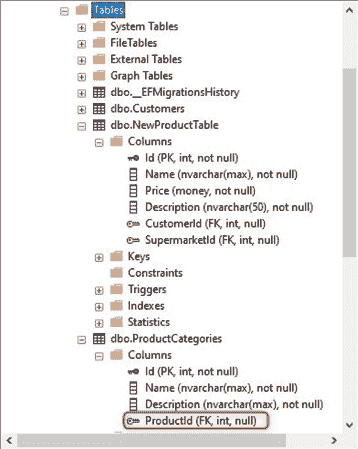 Tables
System Tables
FileTables
External Tables
Graph Tables
dbo.__EFMigrationsHistory
dbo.Customers
dbo.NewProductTable
Columns
Id (PK, int, not null)
Name (nvarchar(max), not null)
Price (money, not null)
Description (nvarchar(50), not null)
CustomerId (FK, int, null)
SupermarketId (FK, int, null)
Keys
Constraints
Triggers
Indexes
Statistics
dbo.ProductCategories
Columns
Id (PK, int, not null)
Name (nvarchar(max), not null)
Description (nvarchar(max), not null)
ProductId (FK, int, null)